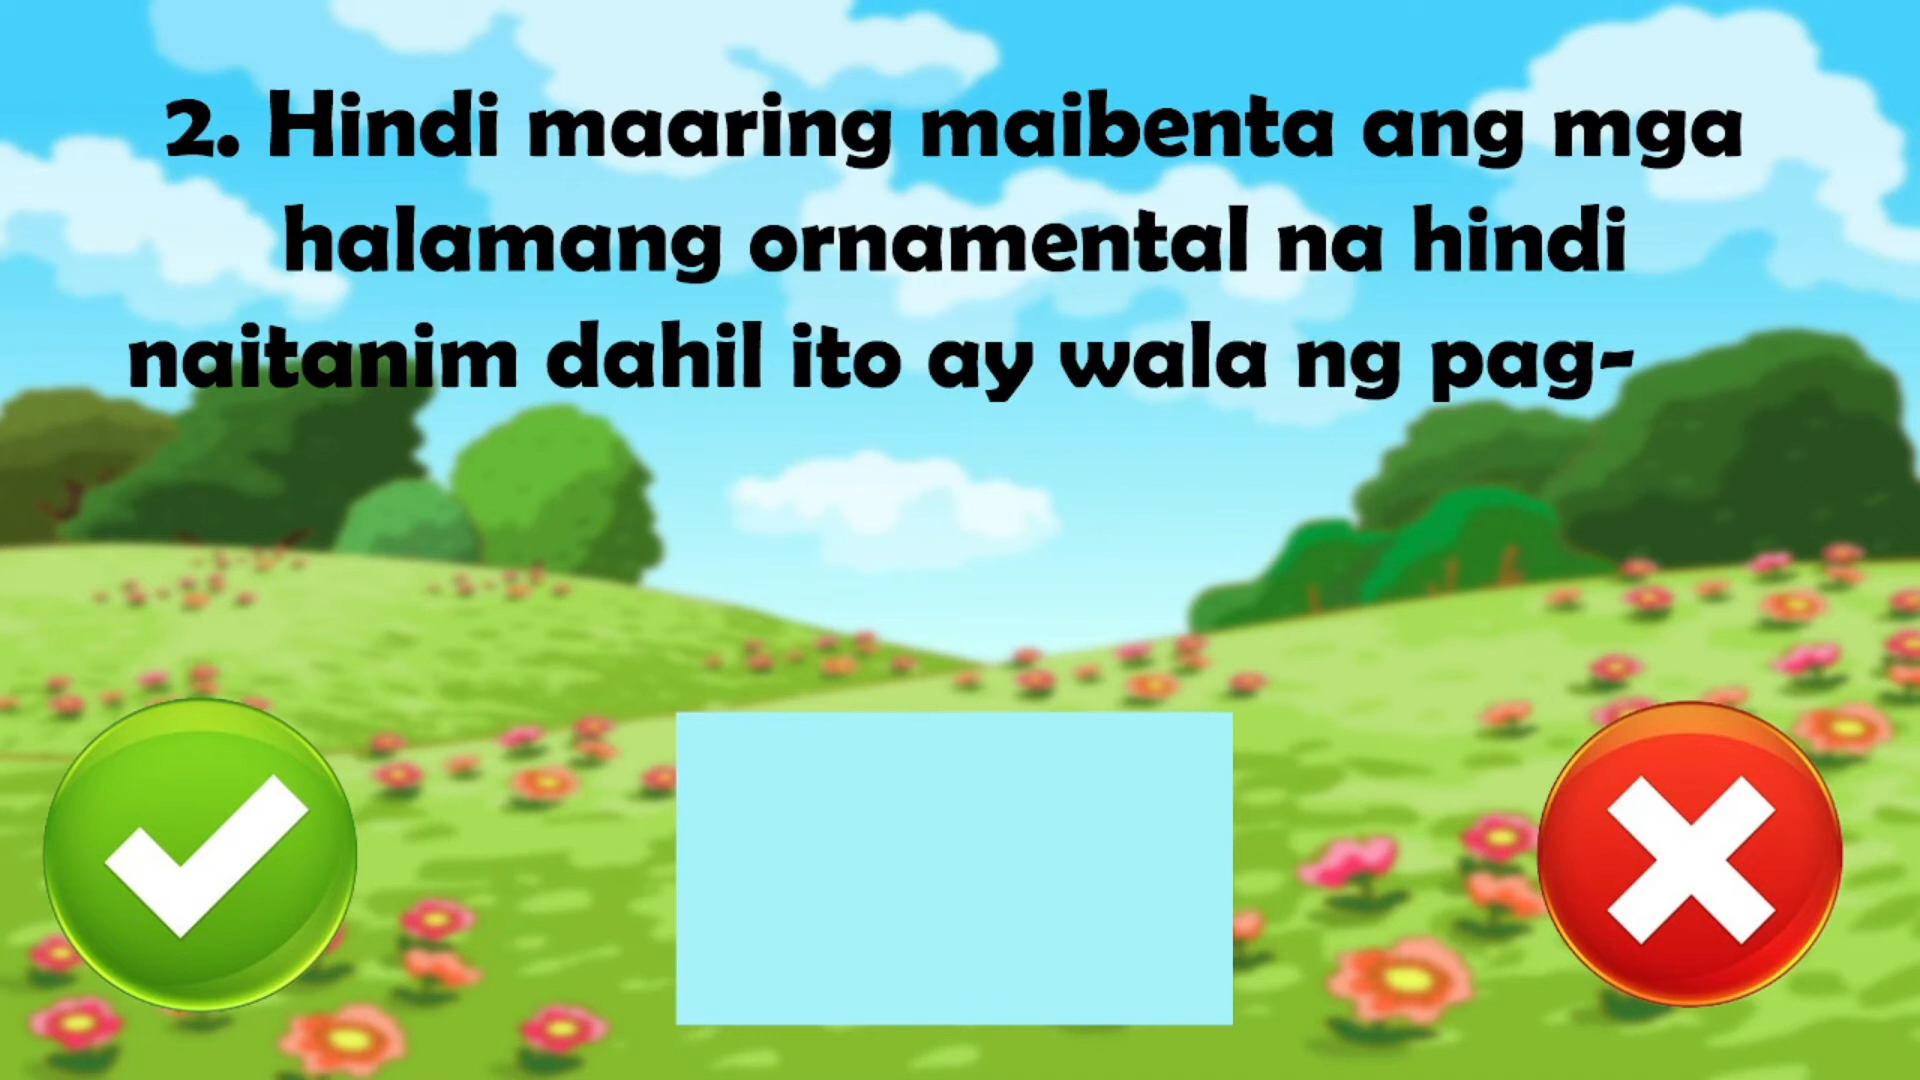 2. Hindi maaring maibenta ang mga
halamang ornamental na hindi
naitanim dahil ito ay wala ng pag-